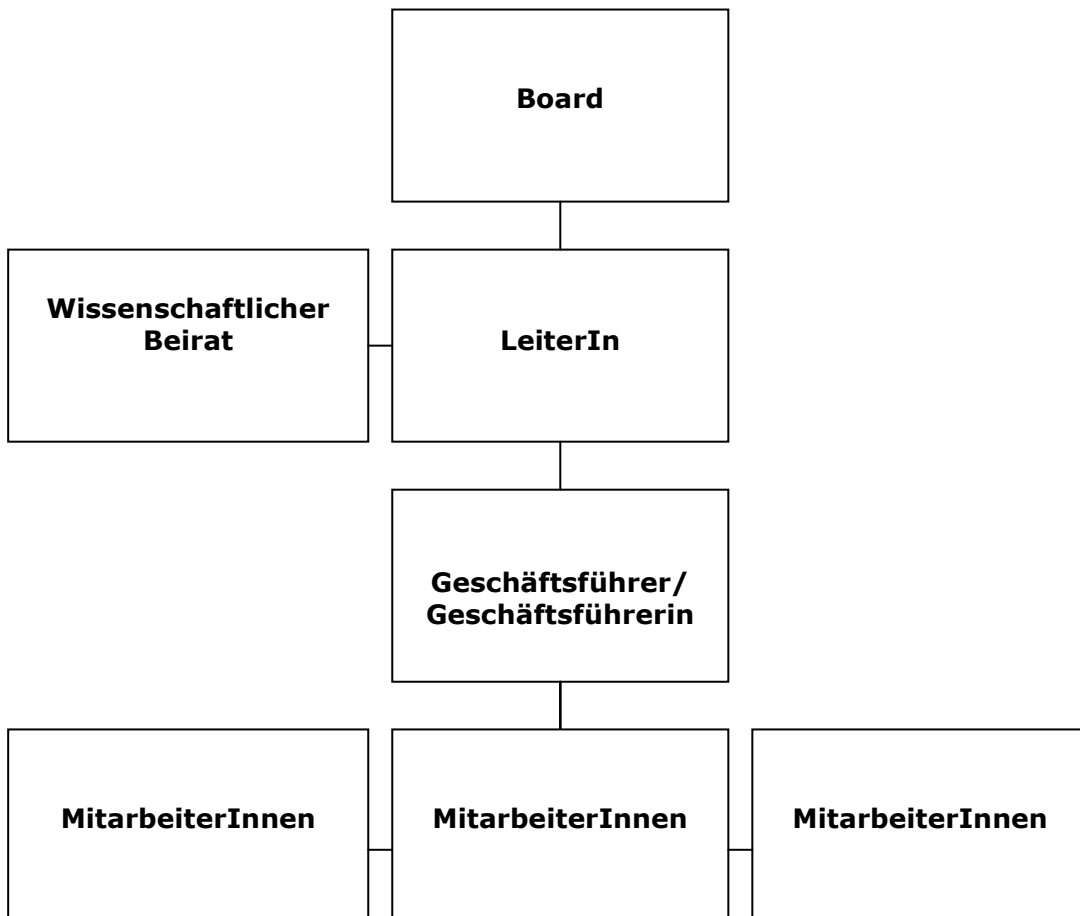 Board
Wissenschaftlicher
Beirat
LeiterIn
Geschäftsführer/
Geschäftsführerin
MitarbeiterInnen
MitarbeiterInnen
MitarbeiterInnen